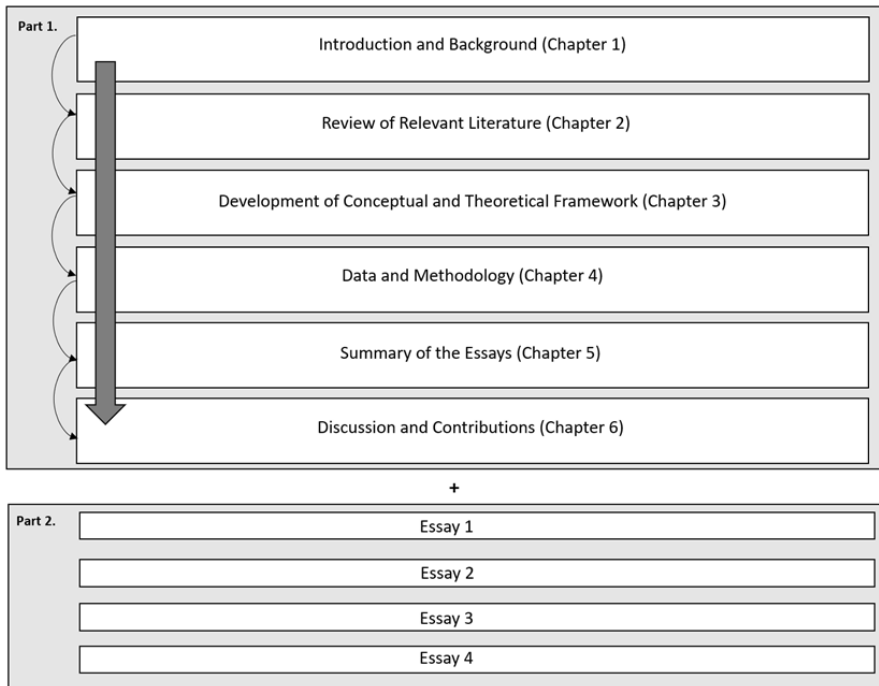 Part 1.
Introduction and Background (Chapter 1)
Review of Relevant Literature (Chapter 2)
Development of Conceptual and Theoretical Framework (Chapter 3)
Data and Methodology (Chapter 4)
Summary of the Essays (Chapter 5)
Discussion and Contributions (Chapter 6)
+
Part 2.
Essay 1
Essay 2
Essay 3
Essay 4